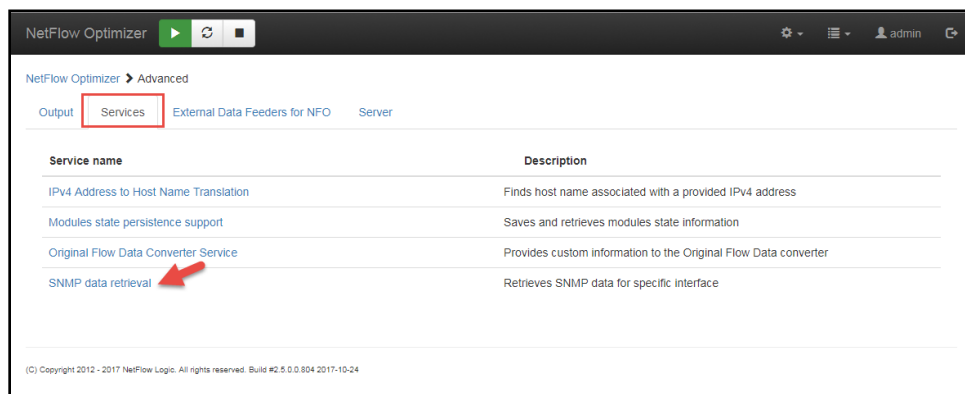 NetFlow Optimizer
admin
NetFlow Optimizer > Advanced
Output Services External Data Feeders for NFO Server
Service name Description
IPv4 Address to Host Name Translation Finds host name associated with a provided IPv4 address
Modules state persistence support Saves and retrieves modules state information
Original Flow Data Converter Service Provides custom information to the Original Flow Data converter
SNMP data retrieval Retrieves SNMP data for specific interface
(C) Copyright 2012 - 2017 NetFlow Logic. All rights reserved. Build #2.5.0.0.804 2017-10-24